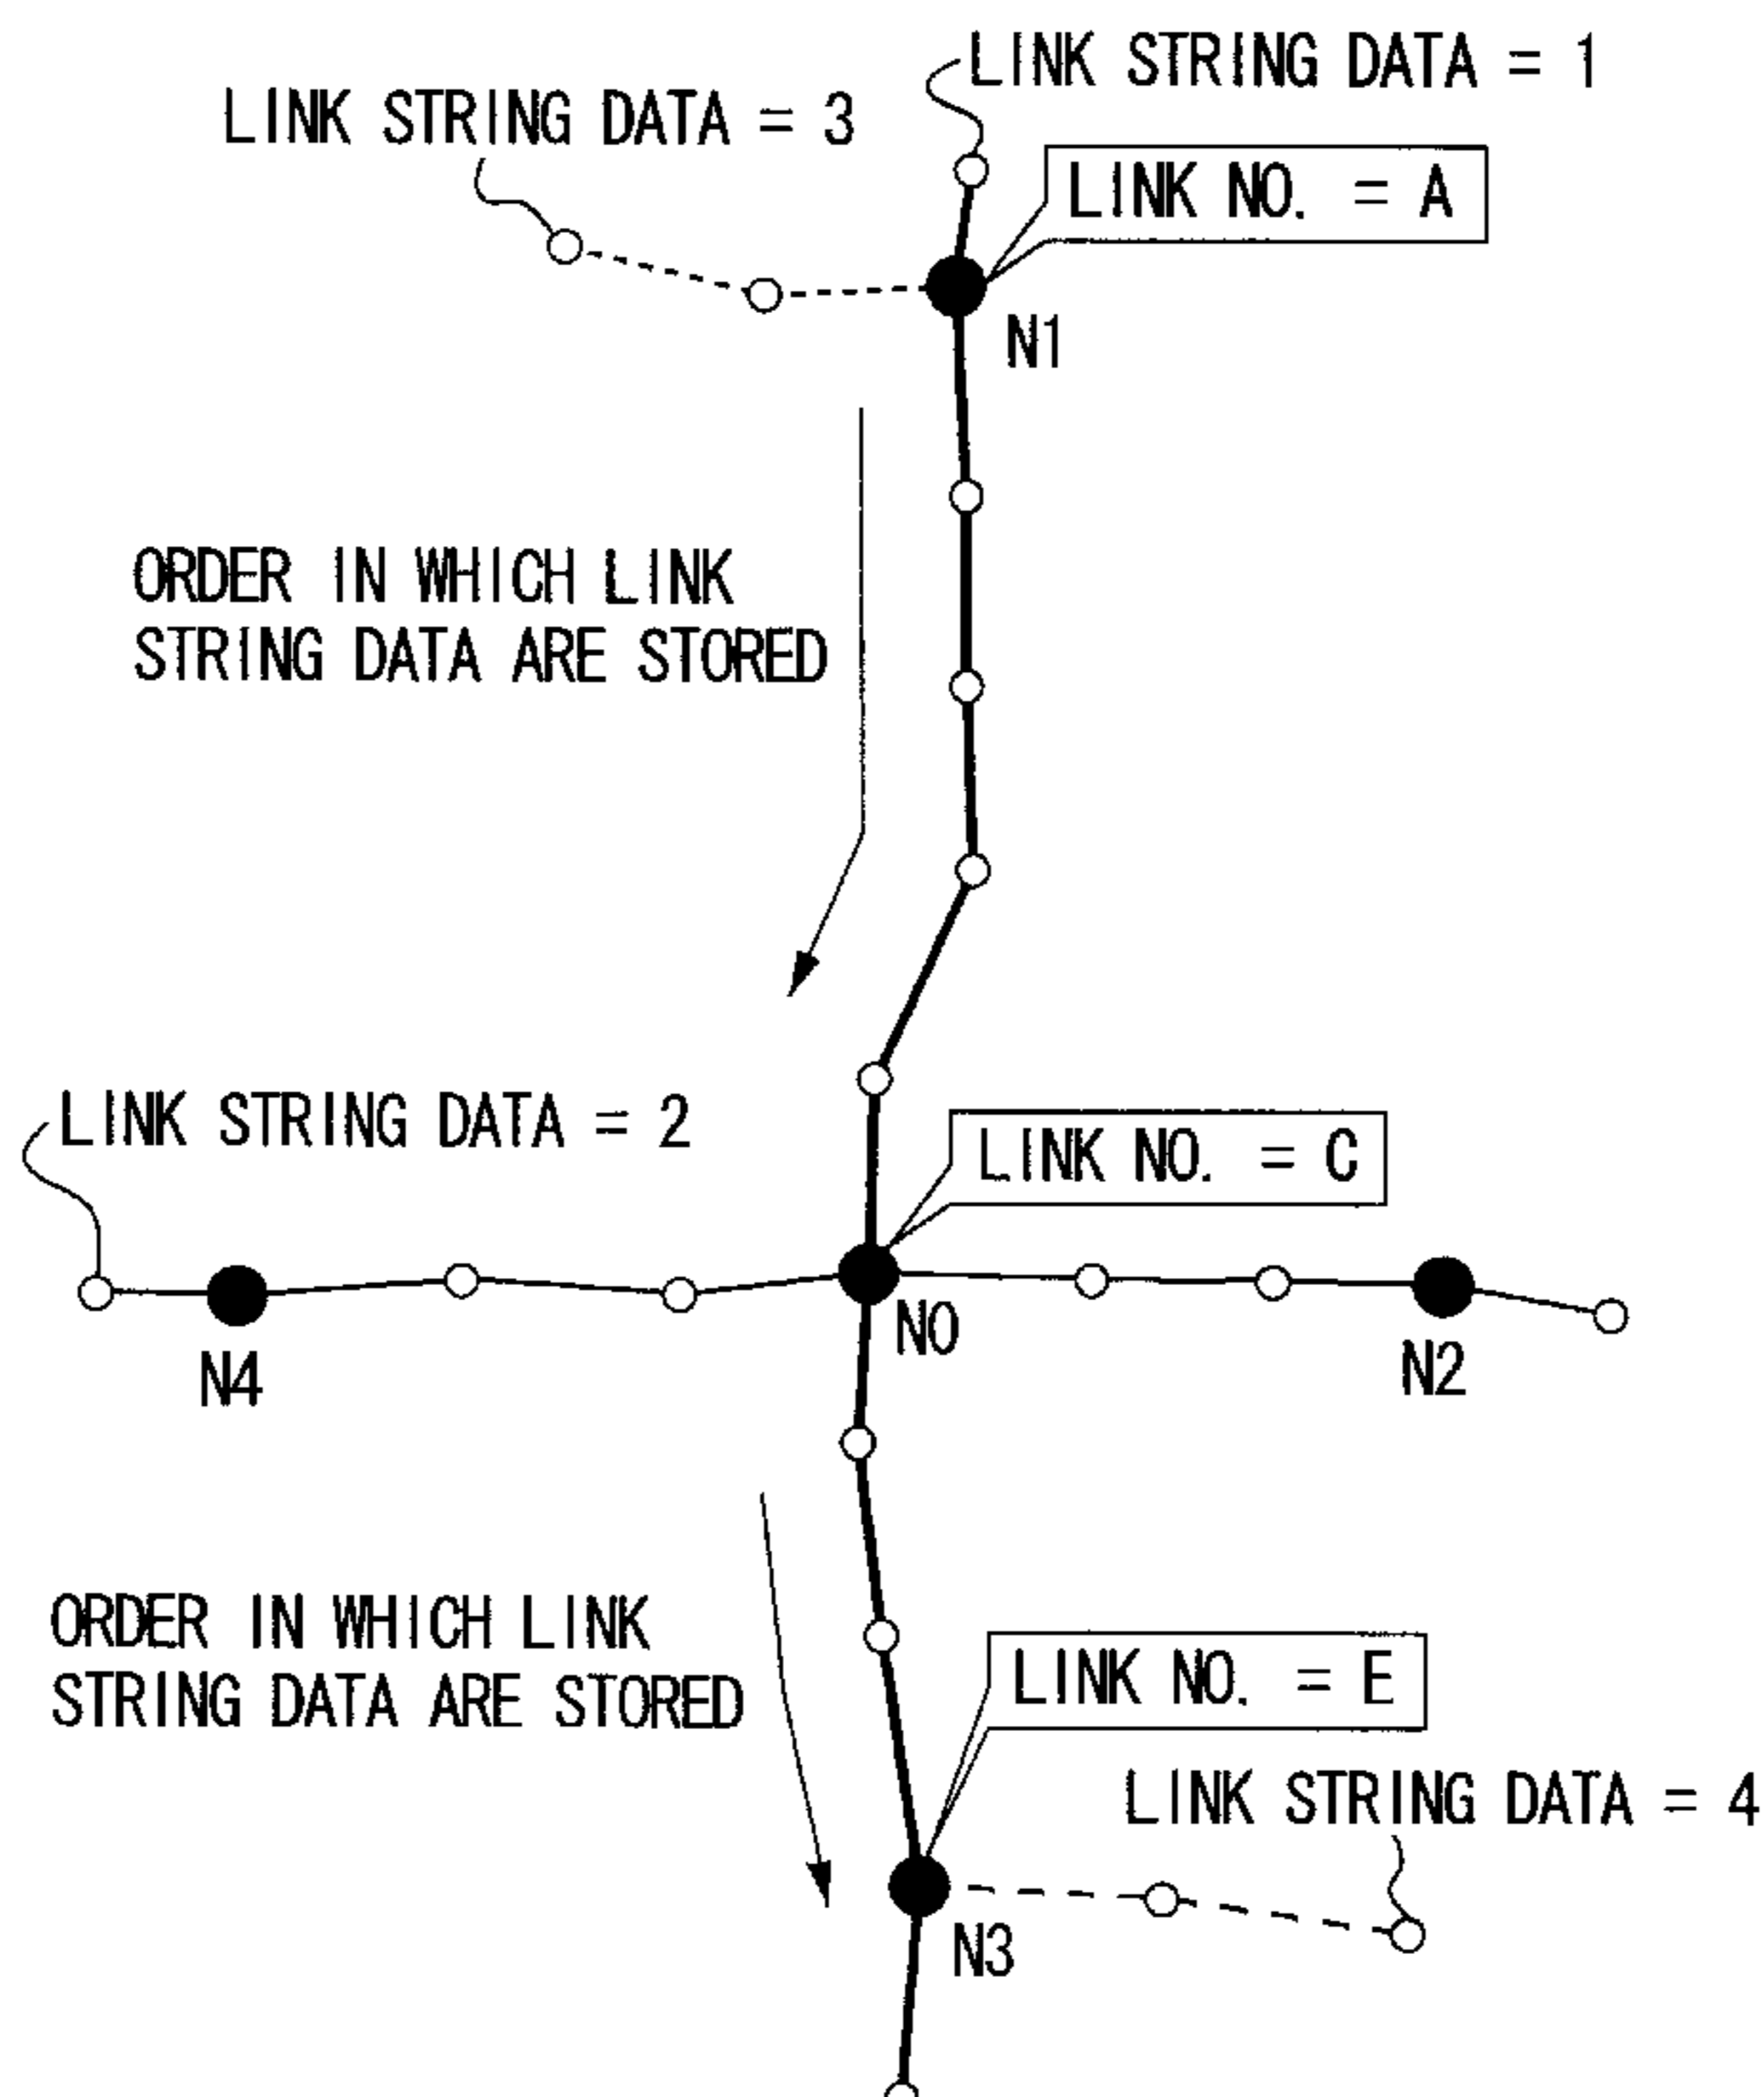 LINK STRING DATA = 1
LINK STRING DATA = 3
LINK NO. = A
N1
ORDER IN WHICH LINK
STRING DATA ARE STORED
LINK STRING DATA = 2
LINK NO. = C
N0
N4
N2
ORDER IN WHICH LINK
STRING DATA ARE STORED
LINK NO. = E
LINK STRING DATA = 4
N3